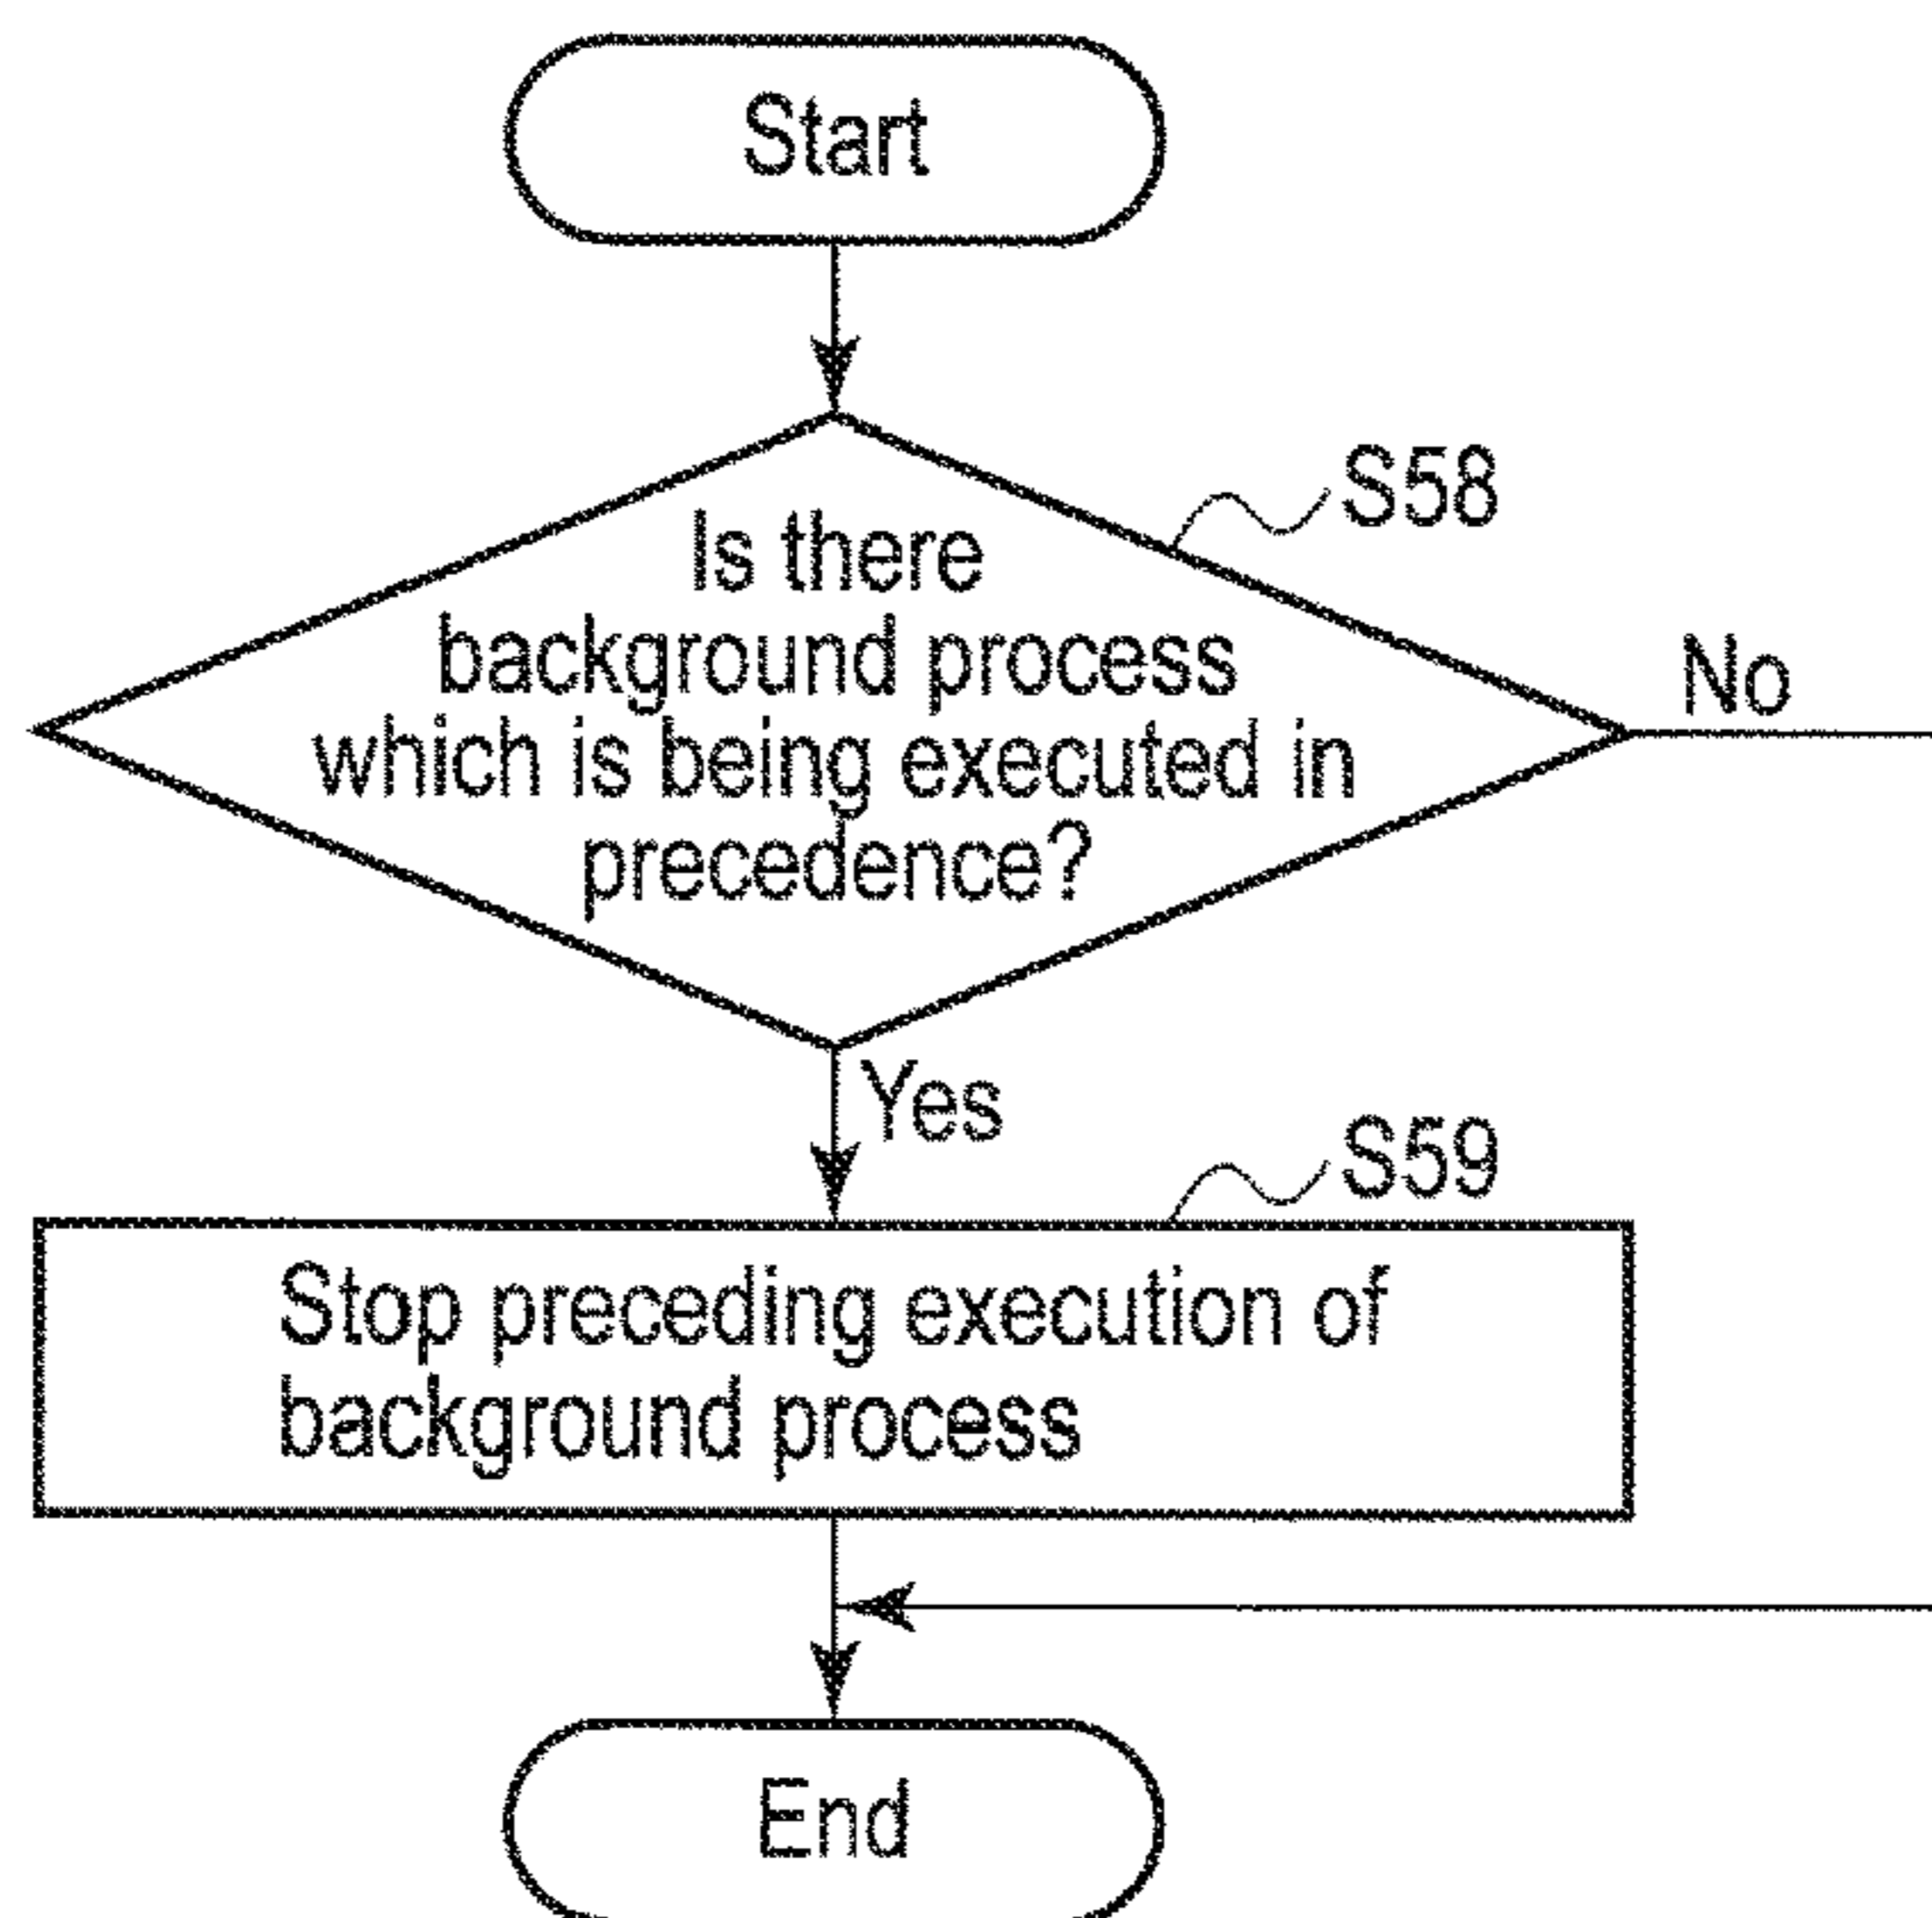 Start
S58
Is there
background process
which is being executed in
precedence?
No
Yes
S59
Stop preceding execution of
background process
End